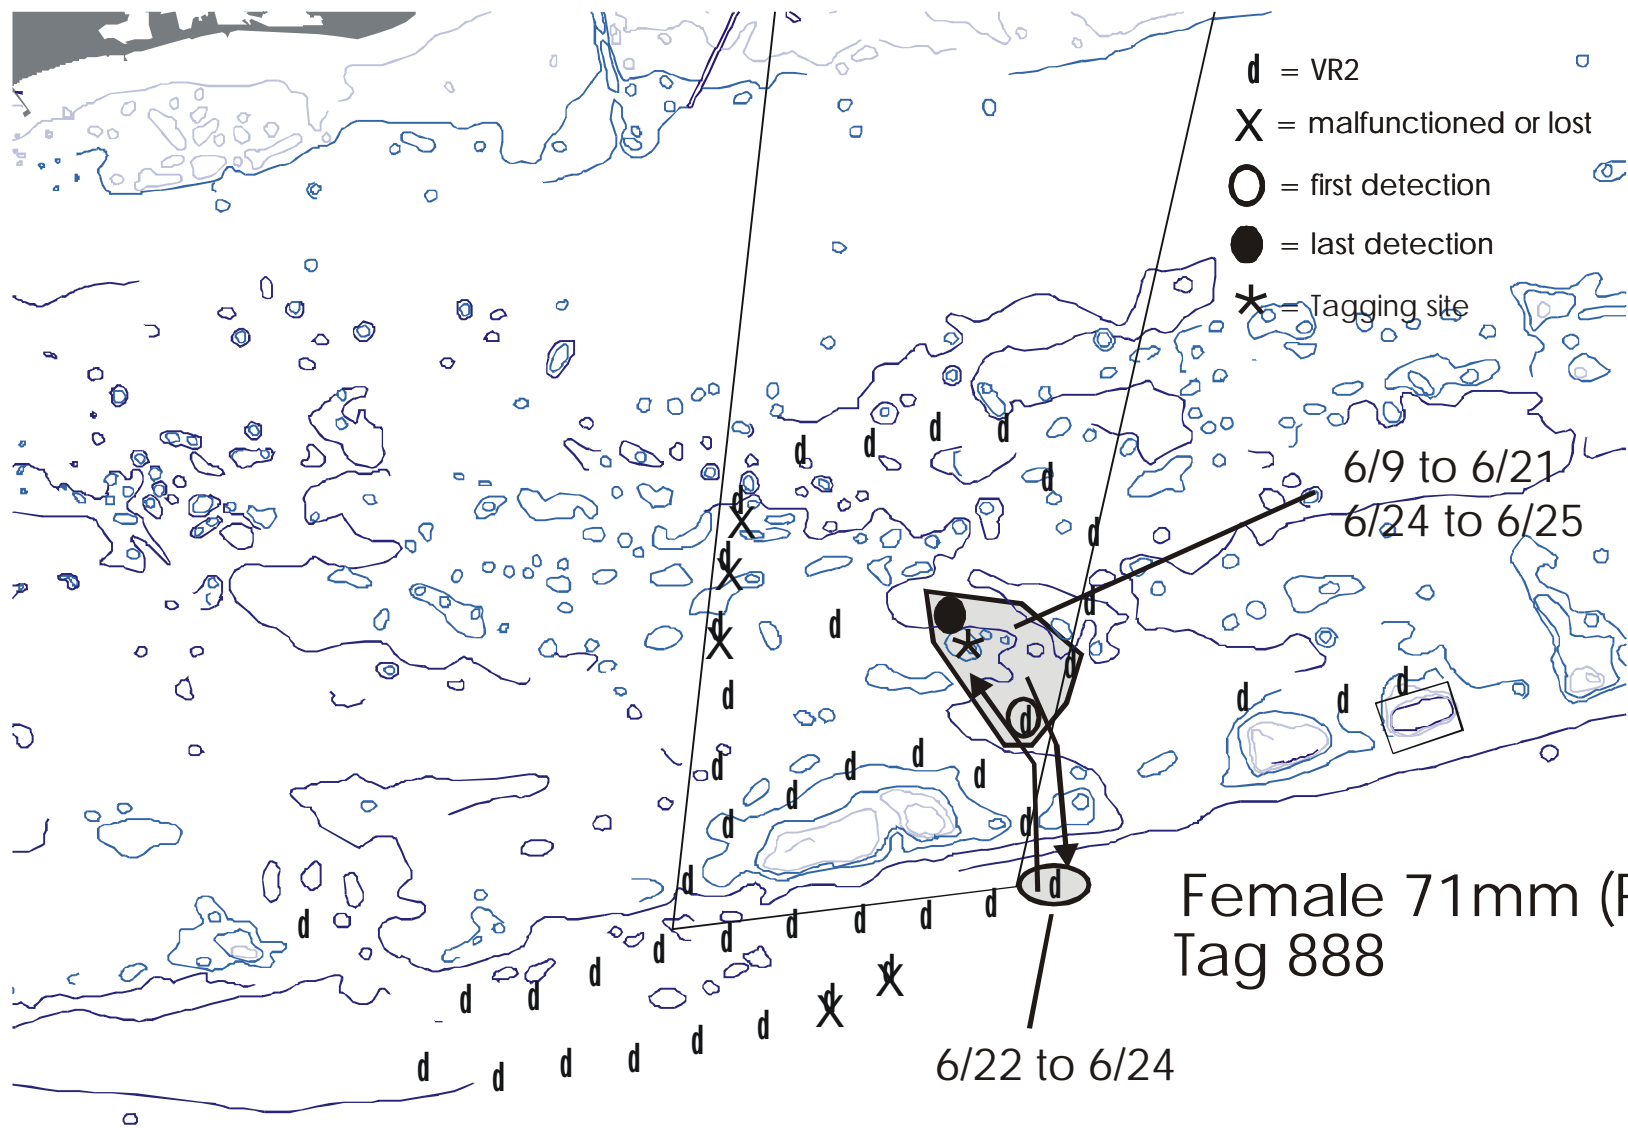 d = VR2
X = malfunctioned or lost
= first detection
= last detection
* = Tagging site
6/9 to 6/21
6/24 to 6/25
Female 71mm (
Tag 888
6/22 to 6/24